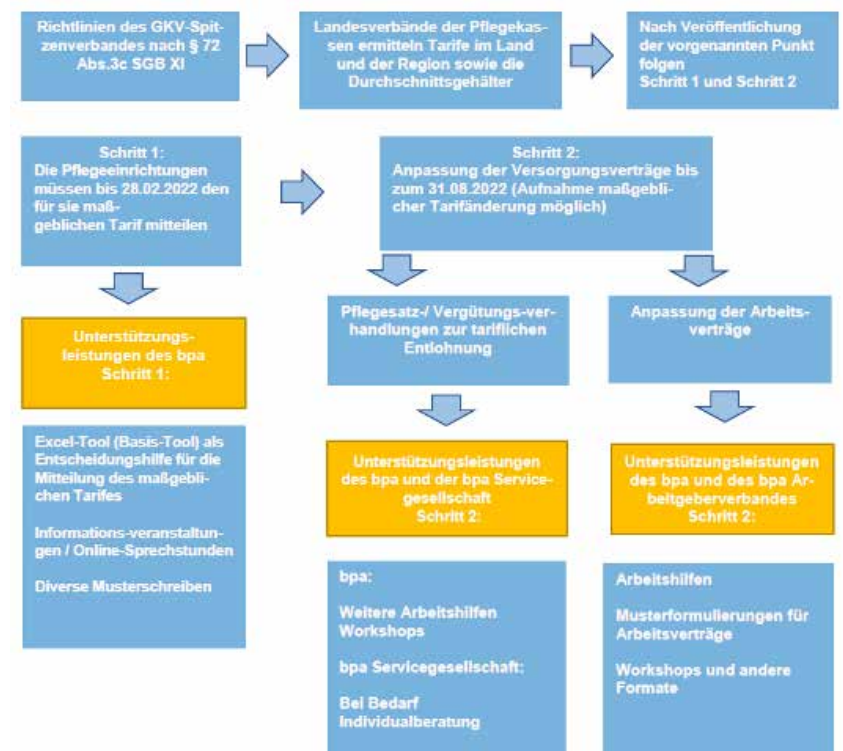 Richtlinien des GKV-Spit-
zenverbandes nach § 72
Abs.3c SGB XI
Landesverbände der Pflegekas-
sen ermitteln Tarife im Land
und der Region sowie die
Durchschnittsgehälter
Nach Veröffentlichung
der vorgenannten Punkt
folgen
Schritt 1 und Schritt 2
Schritt 1:
Die Pflegeeinrichtungen
müssen bis 28.02.2022 den
für sie maß-
geblichen Tarif mitteilen
Schritt 2:
Anpassung der Versorgungsverträge bis
zum 31.08.2022 (Aufnahme maßgebli-
cher Tarifänderung möglich)
Pflegesatz-/ Vergütungs-ver-
handlungen zur tariflichen
Entlohnung
Anpassung der Arbeits-
verträge
Unterstützungs-
leistungen des bpa
Schritt 1:
Excel-Tool (Basis-Tool) als
Entscheidungshilfe für die
Mitteilung des maßgebli-
chen Tarifes
Informations-veranstaltun-
gen / Online-Sprechstunden
Diverse Musterschreiben
Unterstützungsleistungen
des bpa und der bpa Service-
gesellschaft
Schritt 2:
Unterstützungsleistungen
des bpa und des bpa Ar-
beitgeberverbandes
Schritt 2:
bpa:
Weitere Arbeitshilfen
Workshops
bpa Servicegesellschaft:
Bei Bedarf
Individualberatung
Arbeitshilfen
Musterformulierungen für
Arbeitsverträge
Workshops und andere
Formate